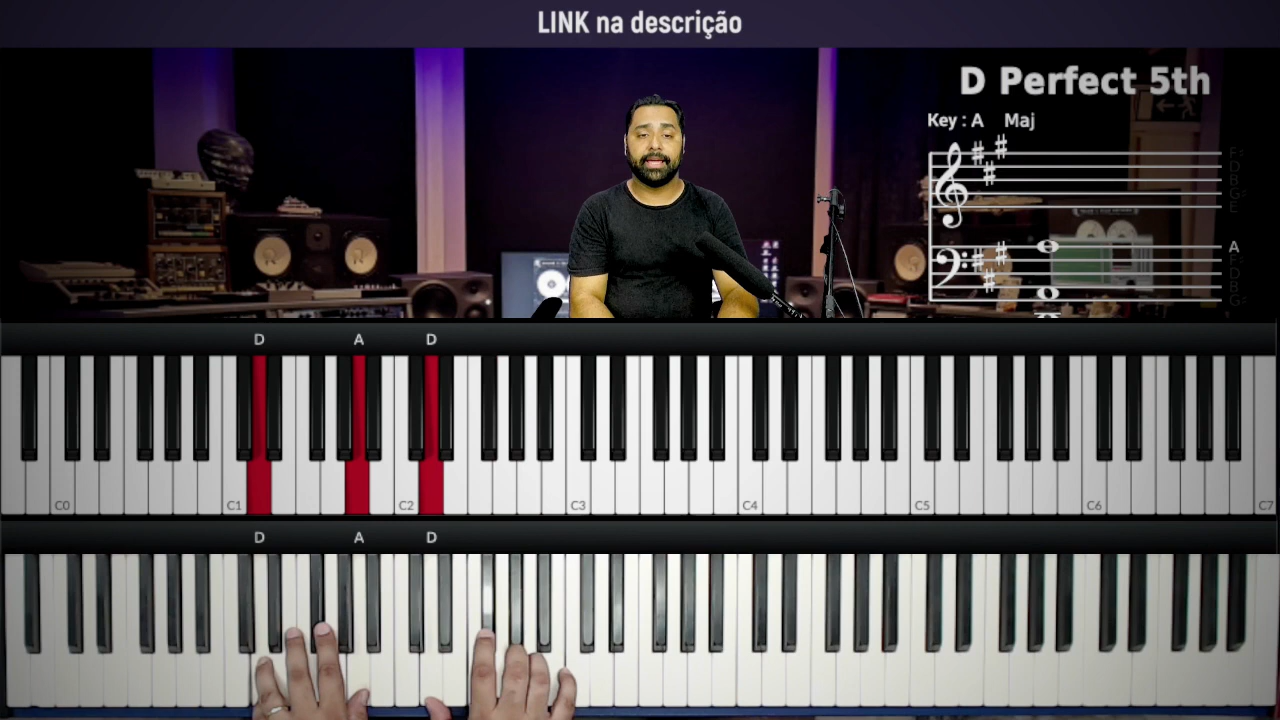 LINK na descrição
D Perfect 5th
Key : A Maj
A
D A D
C0 C1 C2 C3 C4 C5 C6 C7
D A D